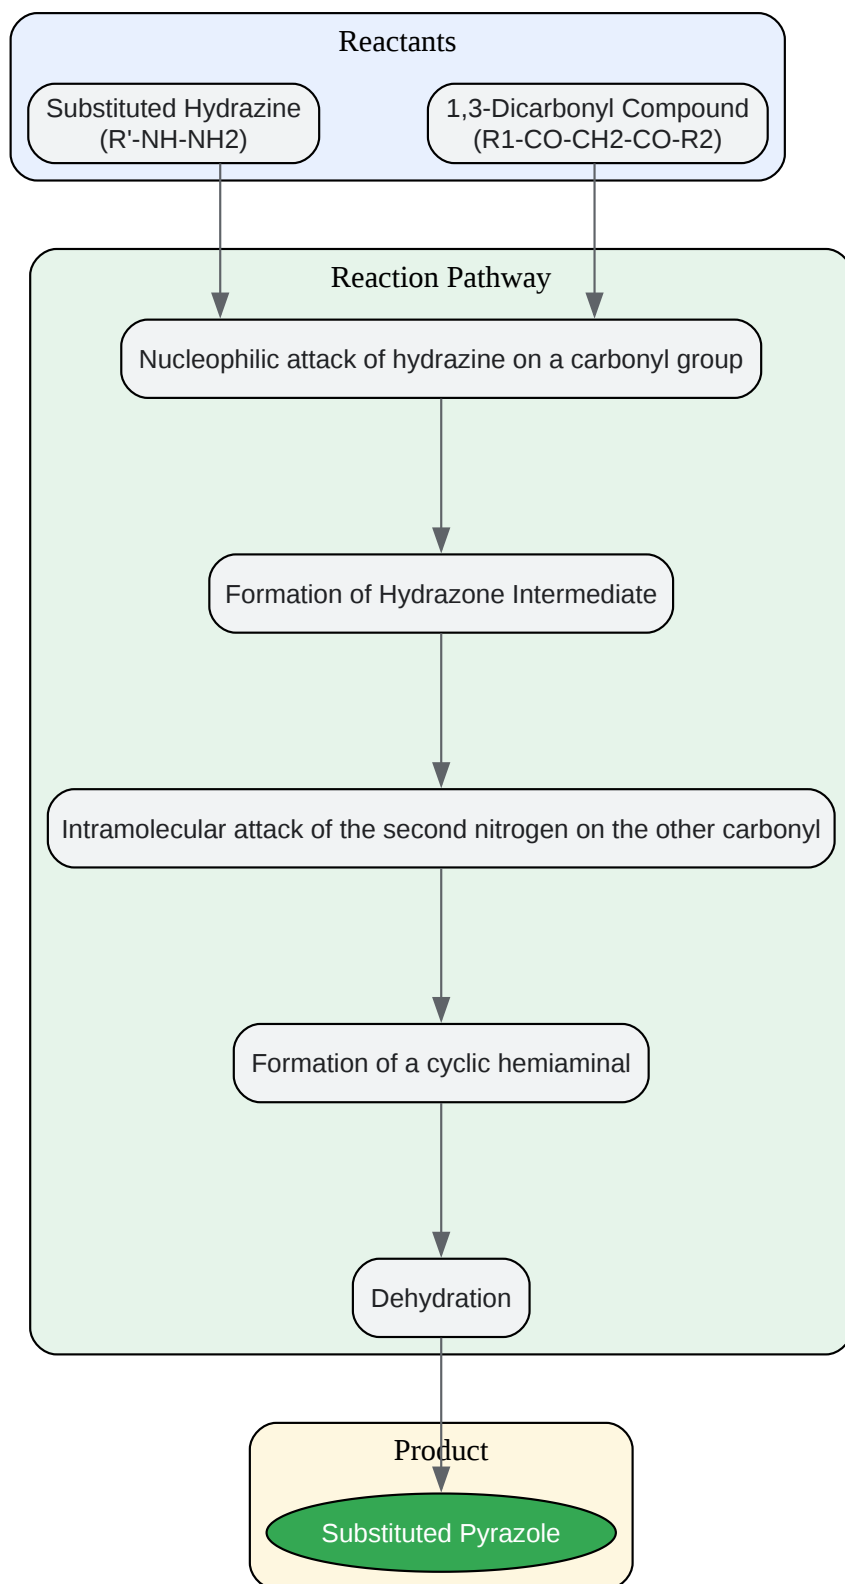 Reactants
Substituted Hydrazine
(R'-NH-NH2)
1,3-Dicarbonyl Compound
(R1-CO-CH2-CO-R2)
Reaction Pathway
Nucleophilic attack of hydrazine on a carbonyl group
Formation of Hydrazone Intermediate
Intramolecular attack of the second nitrogen on the other carbonyl
Formation of a cyclic hemiaminal
Dehydration
Product
Substituted Pyrazole